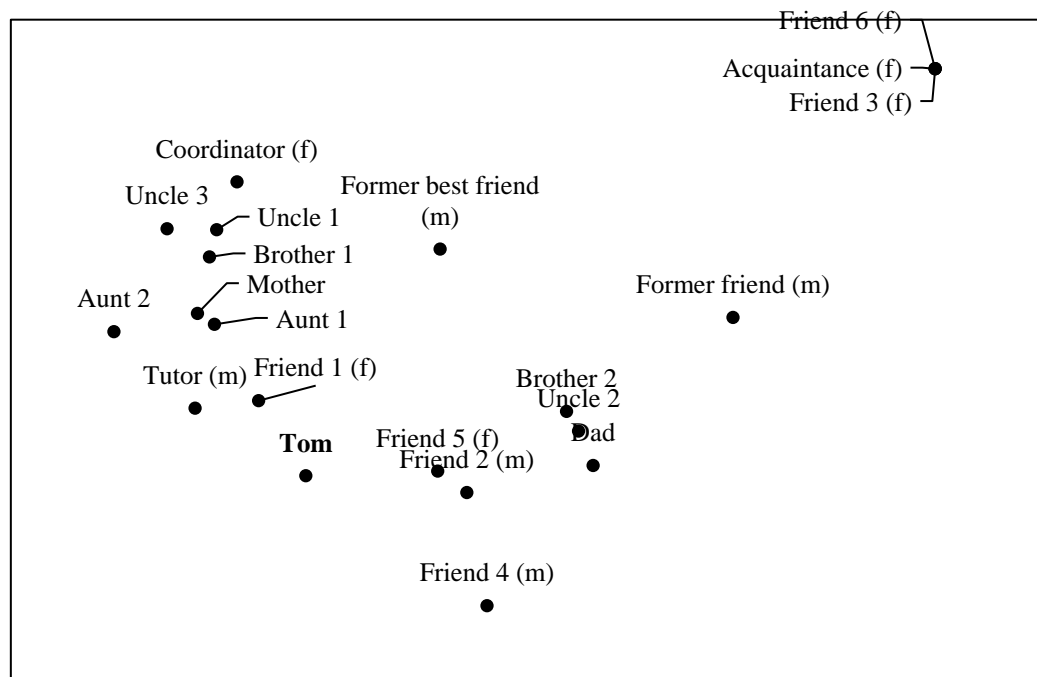 Friend 6 (f)
Acquaintance (f)
Friend 3 (f)
Coordinator (f)
Former best friend
(m)
Uncle 3
Uncle 1
Brother 1
Mother
Former friend (m)
Aunt 2
Aunt 1
Friend 1 (f)
Tutor (m)
Brother 2
Uncle 2
Dad
Tom
Friend 5 (f)
Friend 2 (m)
Friend 4 (m)